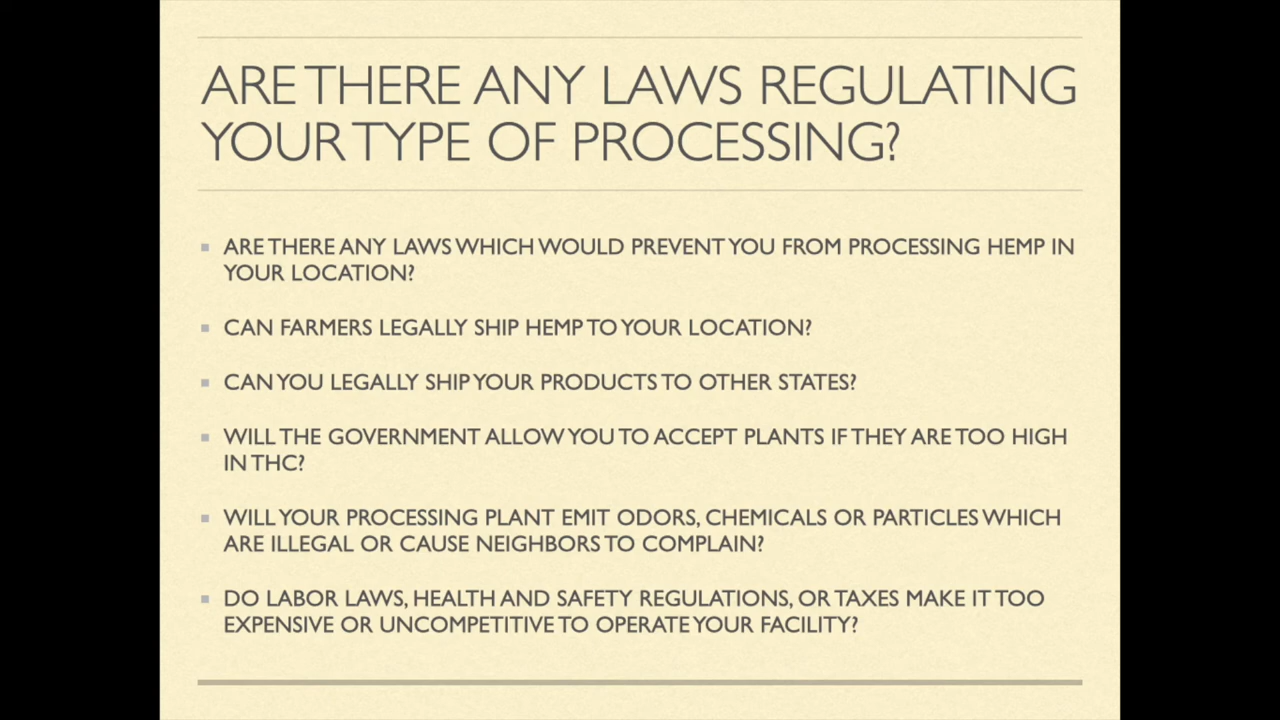 ARE THERE ANY LAWS REGULATING
YOUR TYPE OF PROCESSING?
ARE THERE ANY LAWS WHICH WOULD PREVENT YOU FROM PROCESSING HEMP IN
YOUR LOCATION?
CAN FARMERS LEGALLY SHIP HEMP TO YOUR LOCATION?
CAN YOU LEGALLY SHIP YOUR PRODUCTS TO OTHER STATES?
WILL THE GOVERNMENT ALLOW YOU TO ACCEPT PLANTS IF THEY ARE TOO HIGH
IN THC?
WILL YOUR PROCESSING PLANT EMIT ODORS, CHEMICALS OR PARTICLES WHICH
ARE ILLEGAL OR CAUSE NEIGHBORS TO COMPLAIN?
DO LABOR LAWS, HEALTH AND SAFETY REGULATIONS, OR TAXES MAKE IT TOO
EXPENSIVE OR UNCOMPETITIVE TO OPERATE YOUR FACILITY?